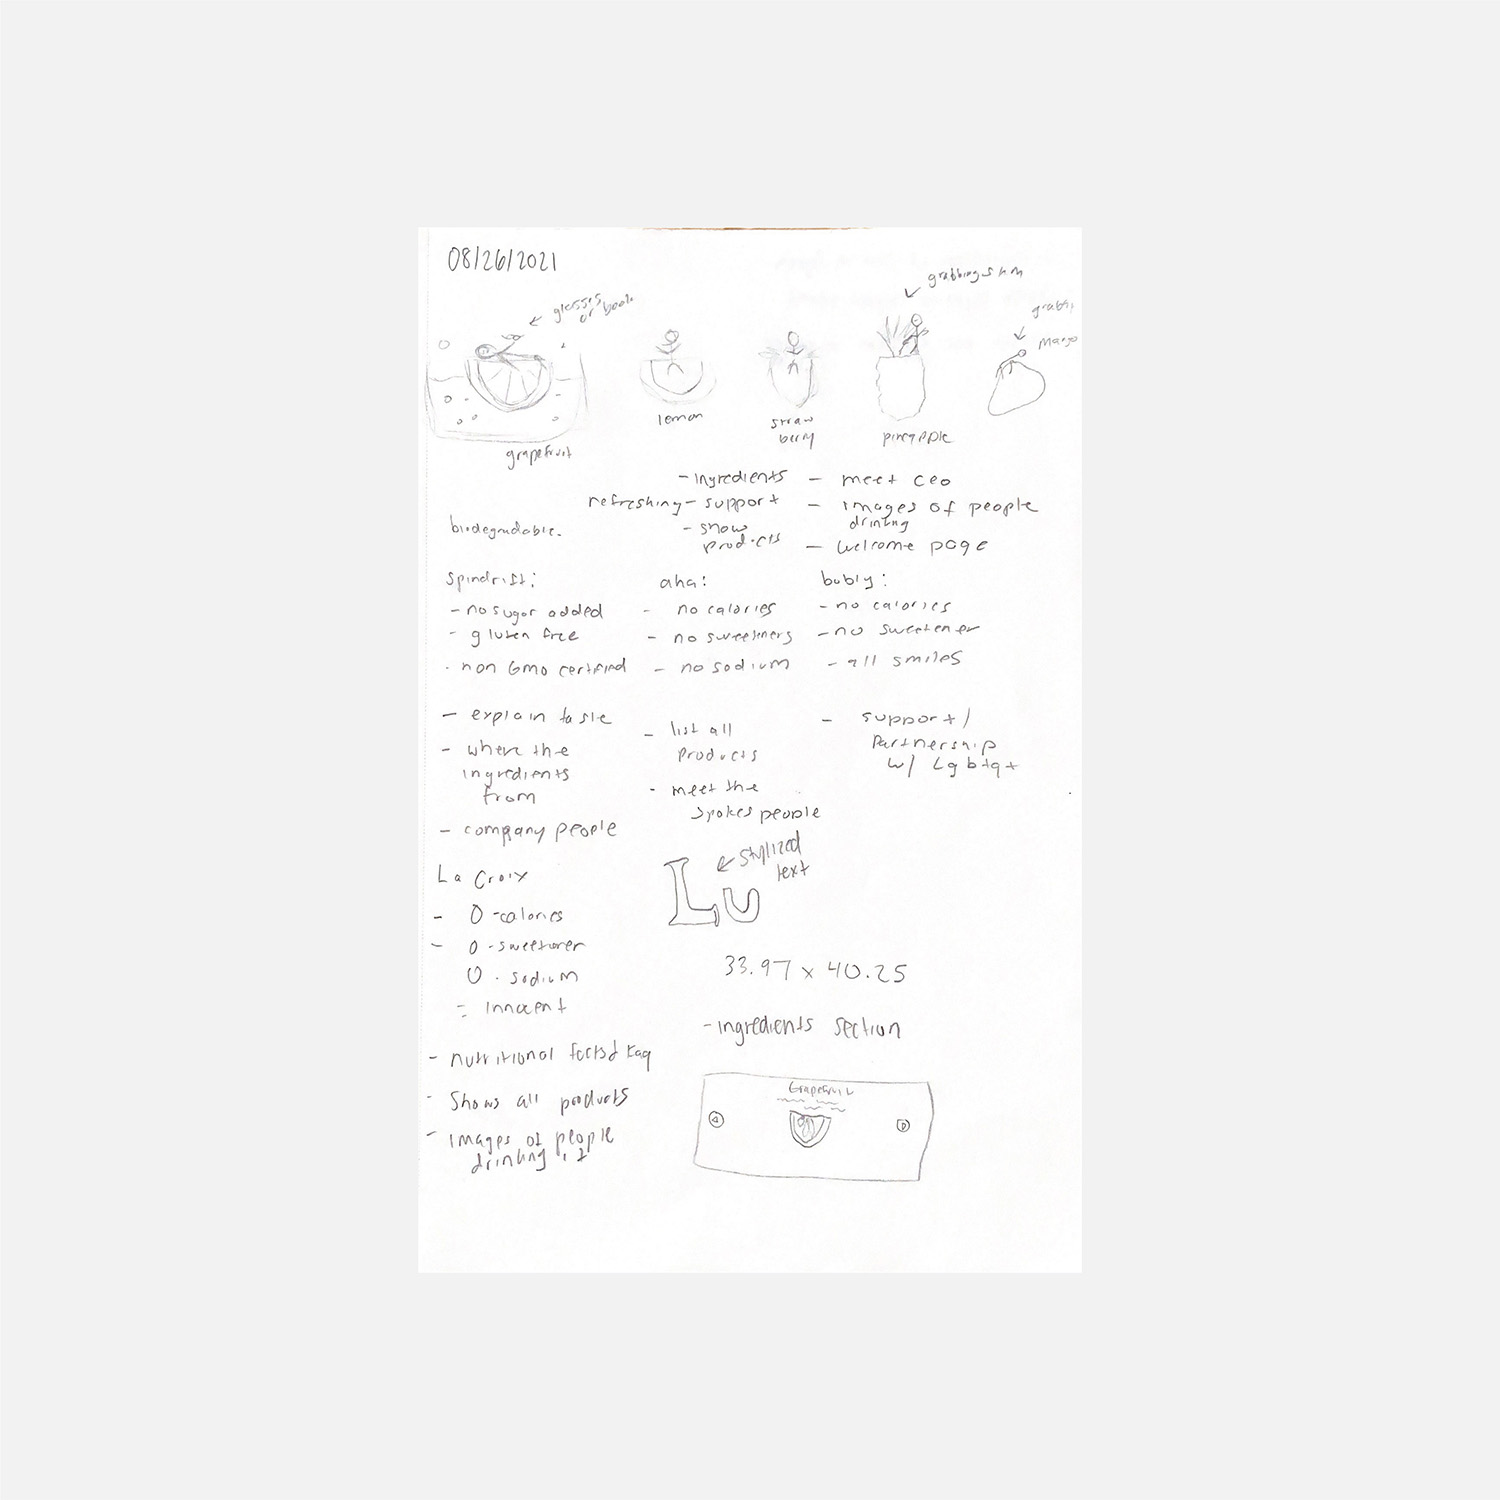 08/26/2021
glasses
or book
grabbing
grabbi
Mango
grapefruit
lemon
straw
berry
pineapple
- Ingredients
refreshing - support
- show
products
- meet ceo
- Images of people
drinking
- welcome page
biodegradable.
Spindrift:
- no sugar added
- gluten free
- non GMO certified
aha:
- no calories
- no sweetners
- no sodium
bubly:
- no calories
- no sweetener
- all smiles
- explain taste
- where the
ingredients
from
- company people
- list all
products
- meet the
spokes people
- support/
Partnership
w/ Lgbtq+
La Croix
- 0 -calories
- 0 -sweetener
0 - sodium
= innocent
- nutritional facts & Faq
- Shows all products
- Images of people
drinking it
Lu
← Stylized
text
33.97 x 40.25
- ingredients section
Grapefruit